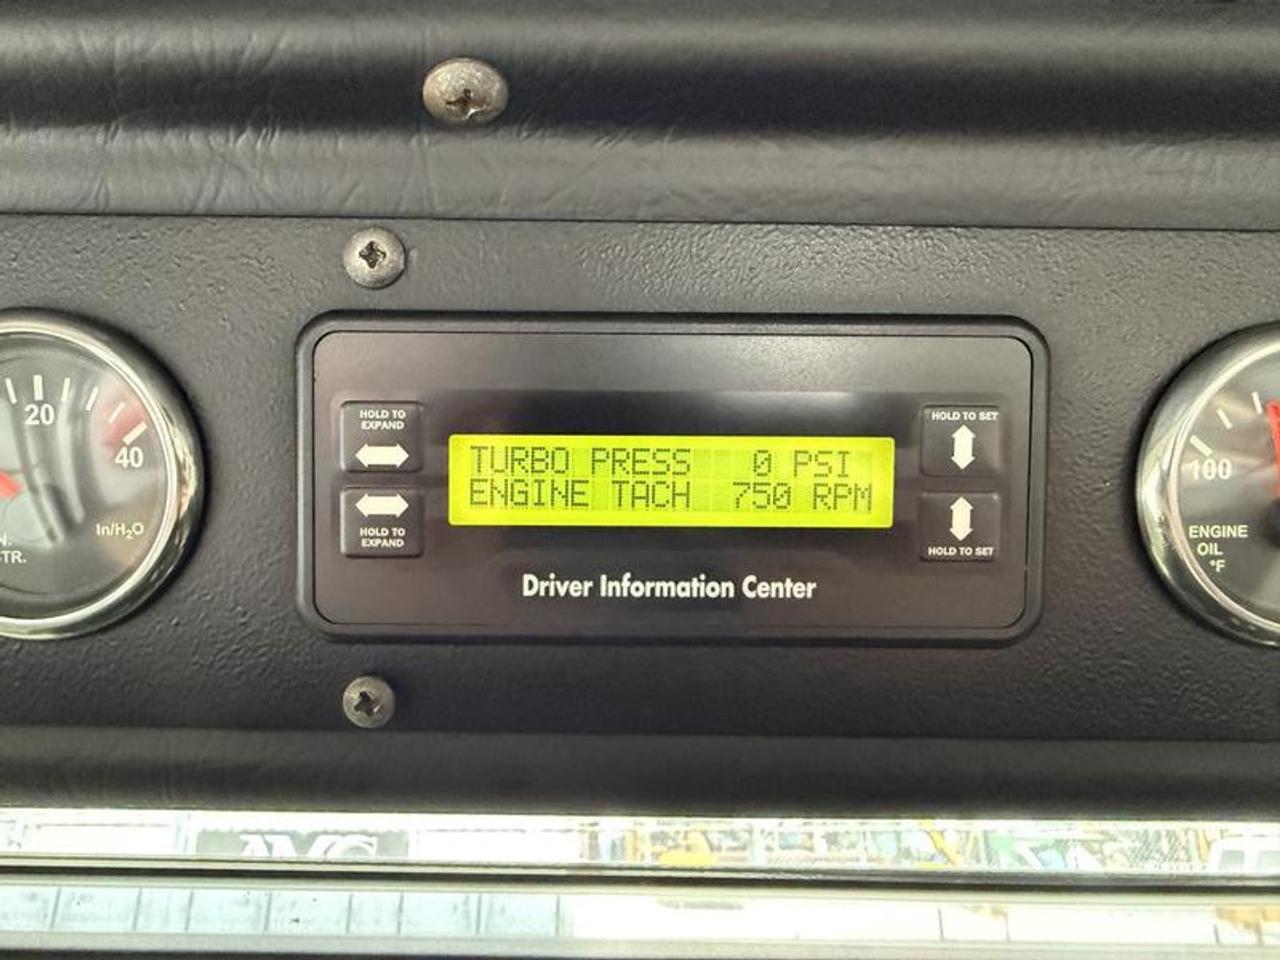 20
40
In/H₂O
N.
STR.
HOLD TO
EXPAND
HOLD TO
EXPAND
TURBO PRESS 0 PSI
ENGINE TACH 750 RPM
HOLD TO SET
HOLD TO SET
Driver Information Center
100
ENGINE
OIL
°F